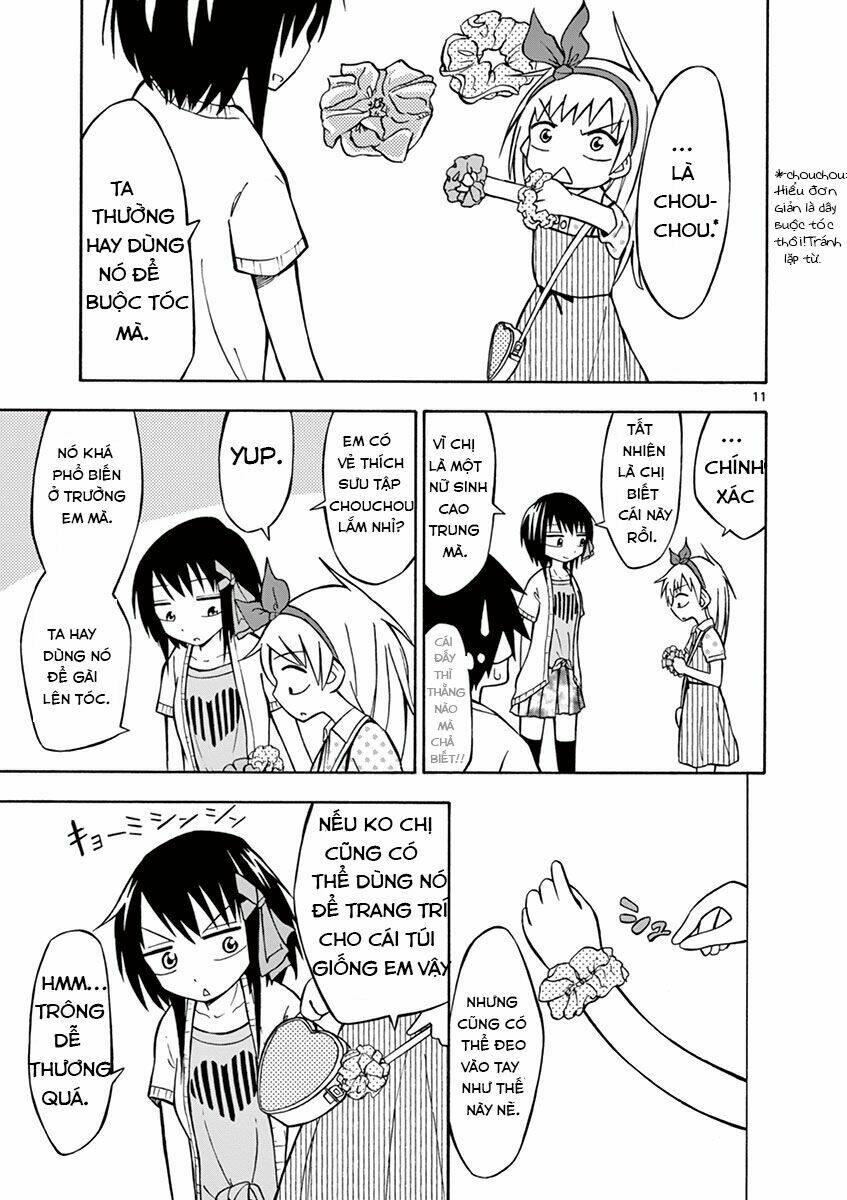 ...
LÀ
CHOU-
CHOU.*
*chouchou:
Hiểu đơn
Giản là dây
Buộc tóc
thôi!Tránh
lặp từ.
TA
THƯỜNG
HAY DÙNG
NÓ ĐỂ
BUỘC TÓC
MÀ.
11
...
CHÍNH
XÁC
TẤT
NHIÊN
LÀ CHỊ
BIẾT
CÁI NÀY
RỒI.
VÌ CHỊ
LÀ MỘT
NỮ SINH
CAO
TRUNG
MÀ.
CÁI
ĐẤY
THÌ
THẰNG
NÀO
MÀ
CHẢ
BIẾT!!
EM CÓ
VẺ THÍCH
SƯU TẬP
CHOUCHOU
LẮM NHỈ?
YUP.
NÓ KHÁ
PHỔ BIẾN
Ở TRƯỜNG
EM MÀ.
TA HAY
DÙNG NÓ
ĐỂ GÀI
LÊN TÓC.
NHƯNG
CŨNG CÓ
THỂ ĐEO
VÀO TAY
NHƯ THẾ
NÀY NÈ.
NẾU KO CHỊ
CŨNG CÓ
THỂ DÙNG NÓ
ĐỂ TRANG TRÍ
CHO CÁI TÚI
GIỐNG EM VẬY
キョーミシンシン
HMM...
TRÔNG
DỄ
THƯƠNG
QUÁ.